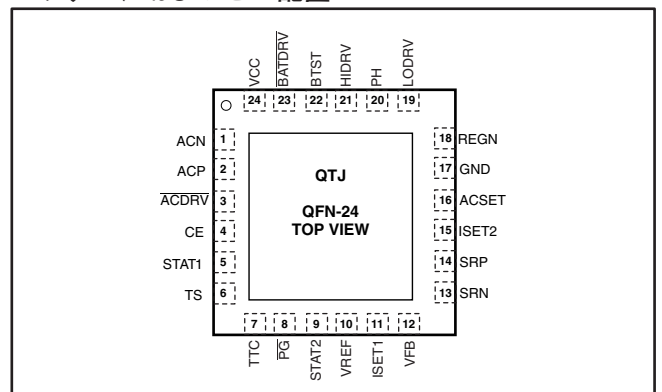 VCC
BATDRV
BTST
HIDRV
PH
LODRV
24
23
22
21
20
19
ACN 1
ACP 2
ACDRV 3
CE 4
STAT1 5
TS 6
QTJ
QFN-24
TOP VIEW
18 REGN
17 GND
16 ACSET
15 ISET2
14 SRP
13 SRN
7
8
9
10
11
12
TTC
PG
STAT2
VREF
ISET1
VFB